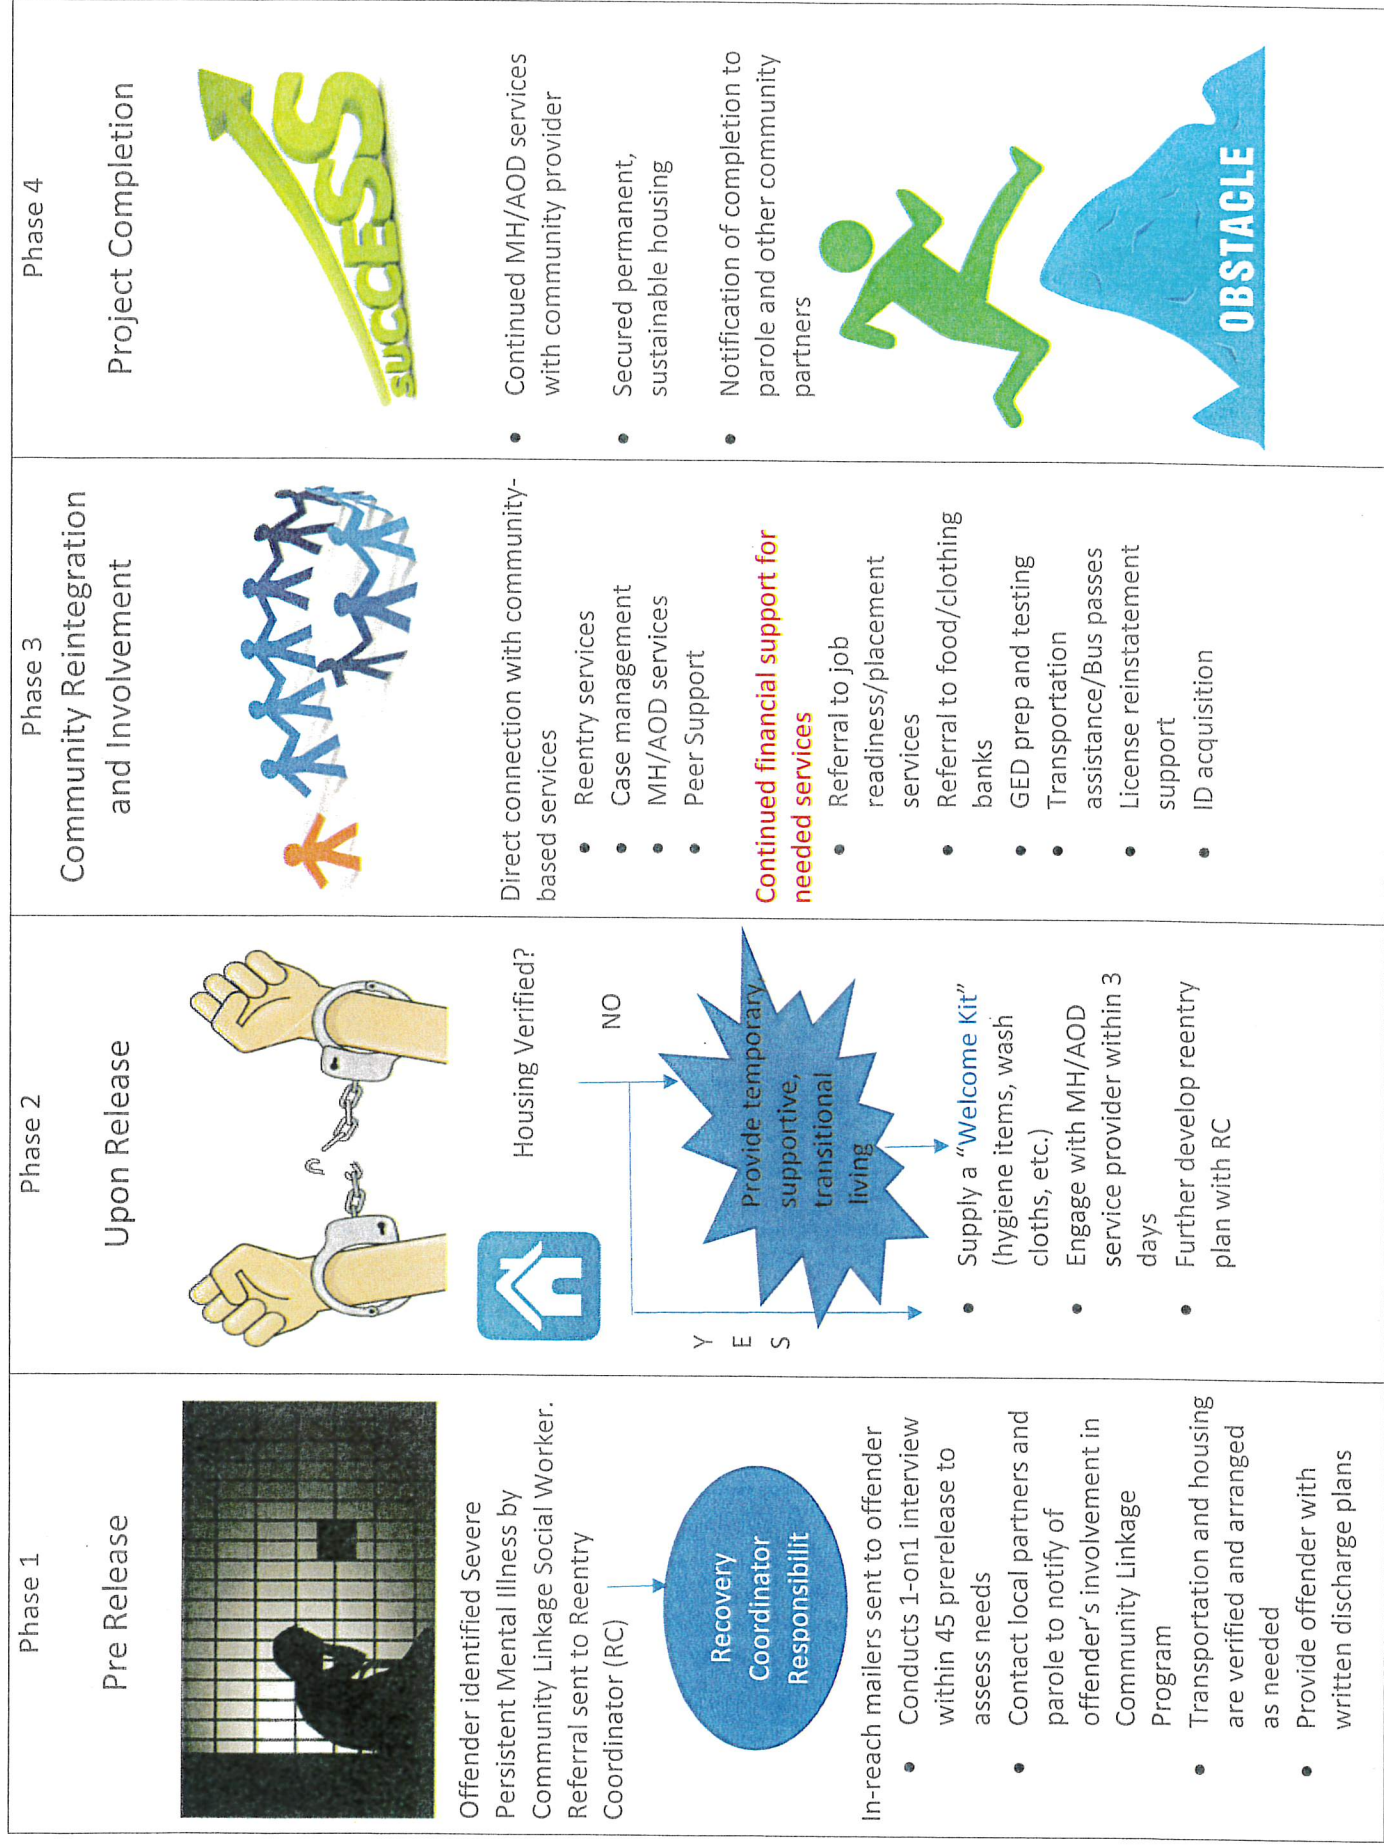 Phase 1
Pre Release
Offender identified Severe
Persistent Mental Illness by
Community Linkage Social Worker.
Referral sent to Reentry
Coordinator (RC)
Recovery
Coordinator
Responsibilit
In-reach mailers sent to offender
• Conducts 1-on1 interview
within 45 prerelease to
assess needs
• Contact local partners and
parole to notify of
offender's involvement in
Community Linkage
Program
• Transportation and housing
are verified and arranged
as needed
• Provide offender with
written discharge plans
Phase 2
Upon Release
Housing Verified?
NO
Y
E
S
Provide temporary,
supportive,
transitional
living
• Supply a "Welcome Kit"
(hygiene items, wash
cloths, etc.)
• Engage with MH/AOD
service provider within 3
days
• Further develop reentry
plan with RC
Phase 3
Community Reintegration
and Involvement
Direct connection with community-
based services
• Reentry services
• Case management
• MH/AOD services
• Peer Support
Continued financial support for
needed services
• Referral to job
readiness/placement
services
• Referral to food/clothing
banks
• GED prep and testing
• Transportation
assistance/Bus passes
• License reinstatement
support
• ID acquisition
Phase 4
Project Completion
SUCCESS
• Continued MH/AOD services
with community provider
• Secured permanent,
sustainable housing
• Notification of completion to
parole and other community
partners
OBSTACLE